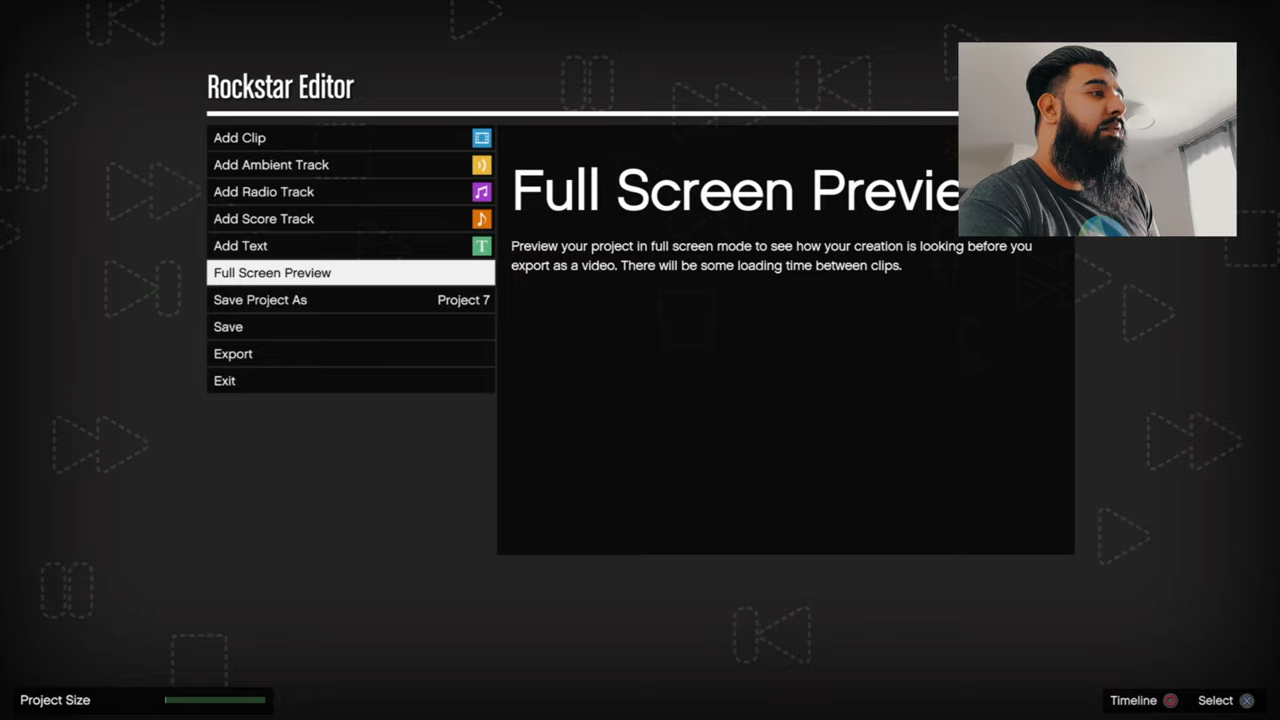 Rockstar Editor
Add Clip
Add Ambient Track
Add Radio Track
Add Score Track
Add Text
Full Screen Preview
Save Project As Project 7
Save
Export
Exit
Full Screen Previe
Preview your project in full screen mode to see how your creation is looking before you
export as a video. There will be some loading time between clips.
Project Size
Timeline Select